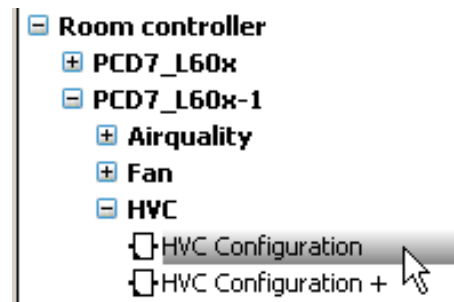 Room controller
PCD7_L60x
PCD7_L60x-1
Airquality
Fan
HVC
HVC Configuration
HVC Configuration +